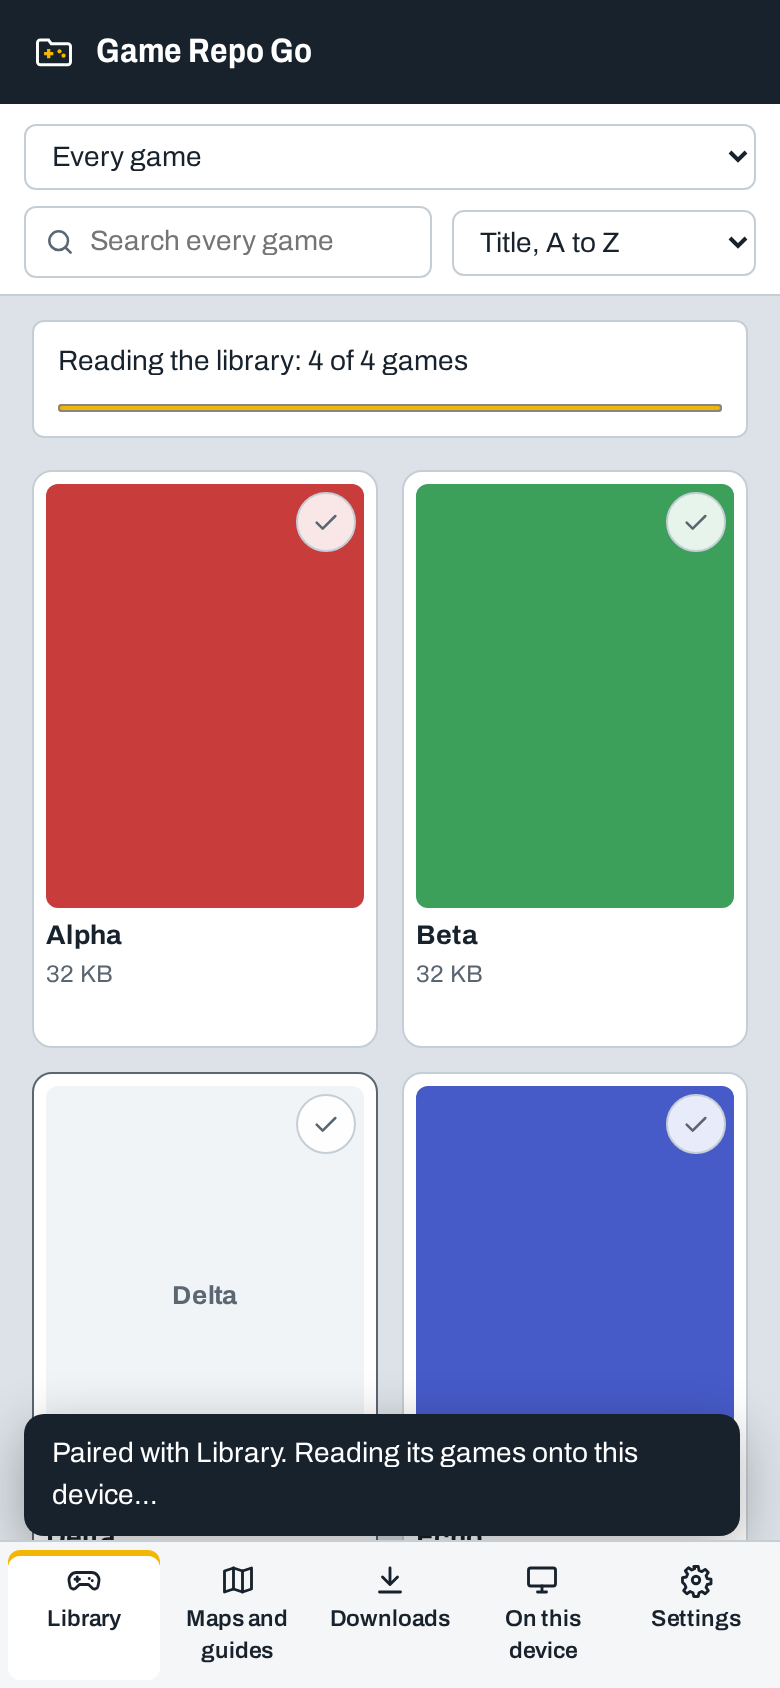 Game Repo Go
Every game
Search every game
Title, A to Z
Reading the library: 4 of 4 games
Alpha
32 KB
Beta
32 KB
Delta
Paired with Library. Reading its games onto this
device...
Library
Maps and
guides
Downloads
On this
device
Settings